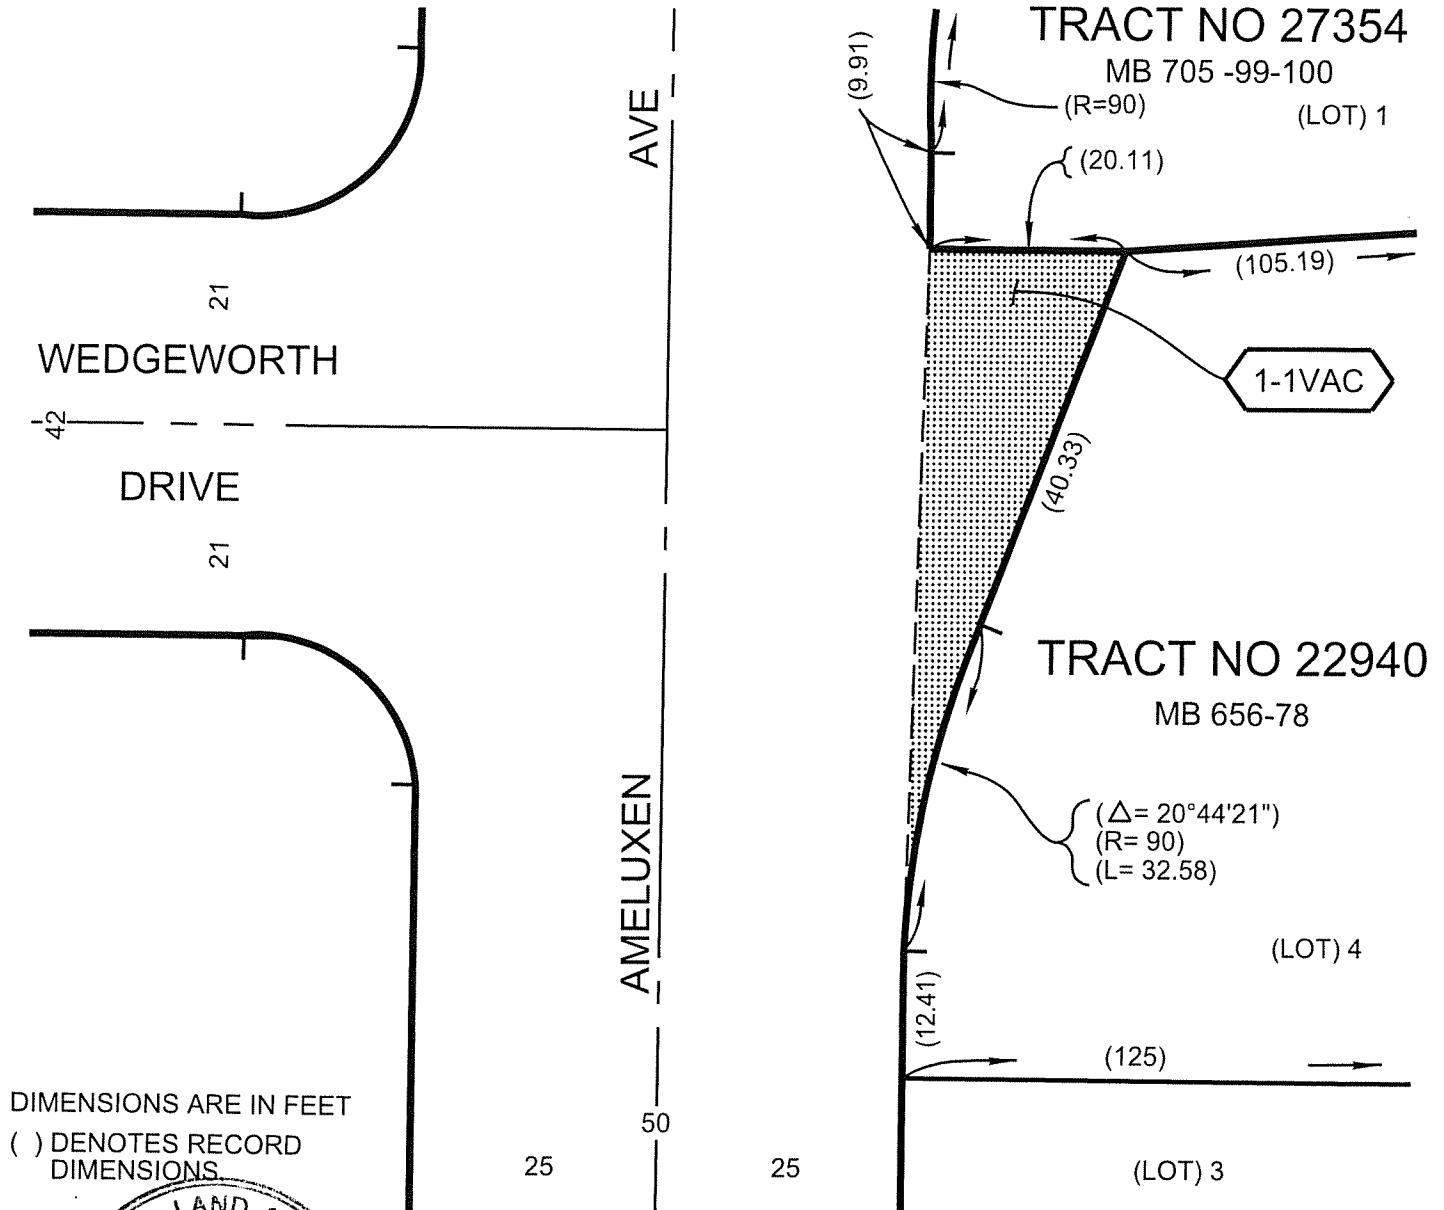 TRACT NO 27354
MB 705 -99-100
(LOT) 1
(9.91)
(R=90)
(20.11)
AVE
(105.19)
21
WEDGEWORTH
1-1VAC
42
DRIVE
(40.33)
21
TRACT NO 22940
MB 656-78
(Δ= 20°44'21")
(R= 90)
(L= 32.58)
AMELUXEN
(LOT) 4
(12.41)
(125)
DIMENSIONS ARE IN FEET
( ) DENOTES RECORD
DIMENSIONS.
50
25
25
(LOT) 3
LAND